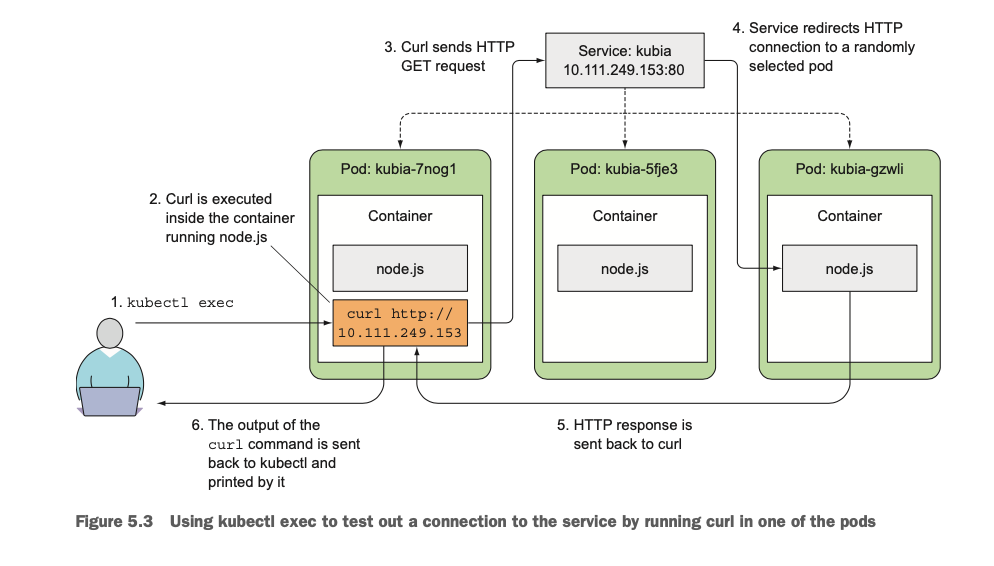 3. Curl sends HTTP
GET request
Service: kubia
10.111.249.153:80
4. Service redirects HTTP
connection to a randomly
selected pod
Pod: kubia-7nog1
Pod: kubia-5fje3
Pod: kubia-gzwli
2. Curl is executed
inside the container
running node.js
Container
Container
Container
node.js
node.js
node.js
1. kubectl exec
curl http://
10.111.249.153
6. The output of the
curl command is sent
back to kubectl and
printed by it
5. HTTP response is
sent back to curl
Figure 5.3 Using kubectl exec to test out a connection to the service by running curl in one of the pods